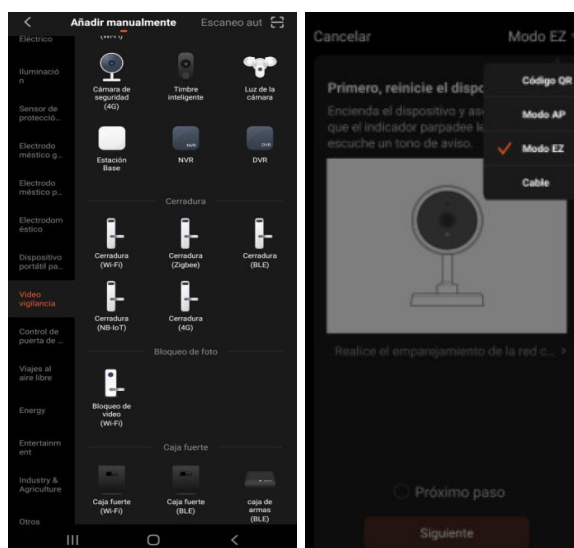 Añadir manualmente
Escaneo aut
Eléctrico
Iluminació
n
Sensor de
protecció...
Electrodo
méstico g...
Electrodo
méstico p...
Electrodom
éstico
Dispositivo
portátil pa...
Video
vigilancia
Control de
puerta de ...
Viajes al
aire libre
Energy
Entertainm
ent
Industry &
Agriculture
Otros
(Wi-Fi)
Cámara de
seguridad
(4G)
Timbre
inteligente
Luz de la
cámara
Estación
Base
NVR
NVR
DVR
DVR
Cerradura
Cerradura
(Wi-Fi)
Cerradura
(Zigbee)
Cerradura
(BLE)
Cerradura
(NB-IoT)
Cerradura
(4G)
Bloqueo de foto
Bloqueo de
video
(Wi-Fi)
Caja fuerte
Caja fuerte
(Wi-Fi)
Caja fuerte
(BLE)
caja de
armas
(BLE)
Cancelar
Modo EZ
Primero, reinicie el dispo
Encienda el dispositivo y as
que el indicador parpadee l
escuche un tono de aviso.
Código QR
Modo AP
Modo EZ
Cable
Realice el emparejamiento de la red c... >
Próximo paso
Siguiente